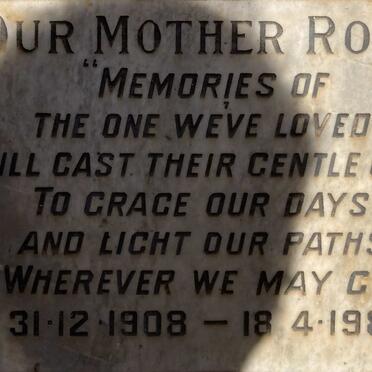 OUR MOTHER RO
"MEMORIES OF
THE ONE WE'VE LOVED
ILL CAST THEIR GENTLE
TO GRACE OUR DAYS
AND LIGHT OUR PATHS
WHEREVER WE MAY G
31·12·1908 — 18 4·198